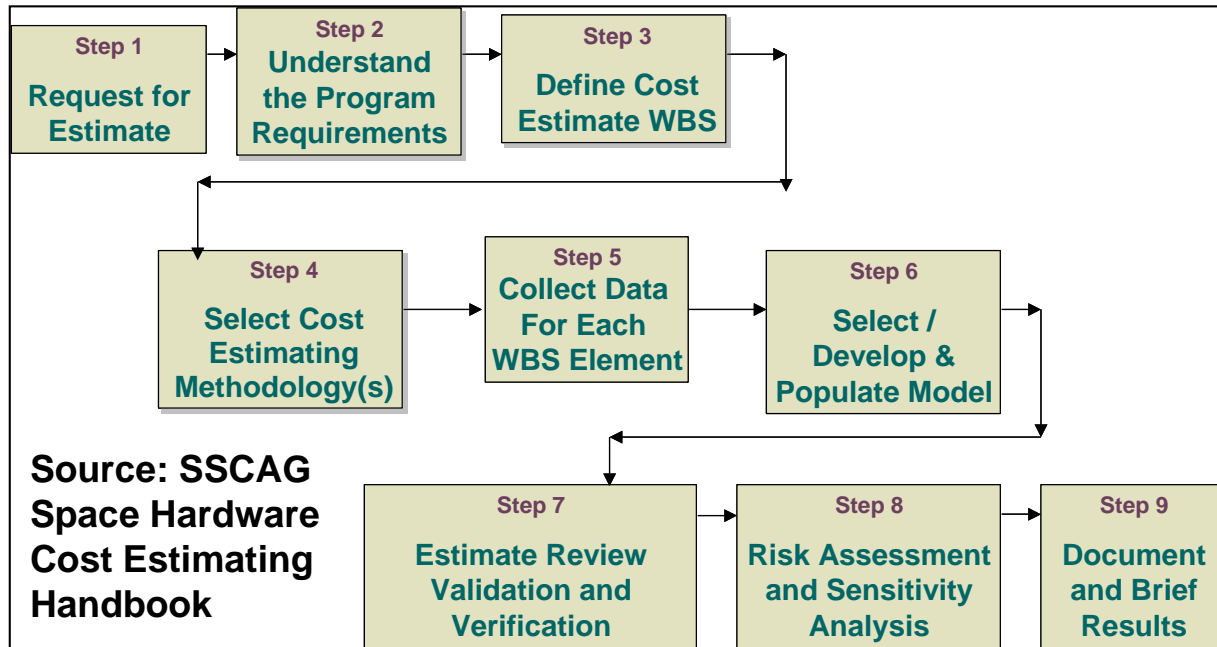 Step 1
Request for
Estimate
Step 2
Understand
the Program
Requirements
Step 3
Define Cost
Estimate WBS
Step 4
Select Cost
Estimating
Methodology(s)
Step 5
Collect Data
For Each
WBS Element
Step 6
Select /
Develop &
Populate Model
Source: SSCAG
Space Hardware
Cost Estimating
Handbook
Step 7
Estimate Review
Validation and
Verification
Step 8
Risk Assessment
and Sensitivity
Analysis
Step 9
Document
and Brief
Results